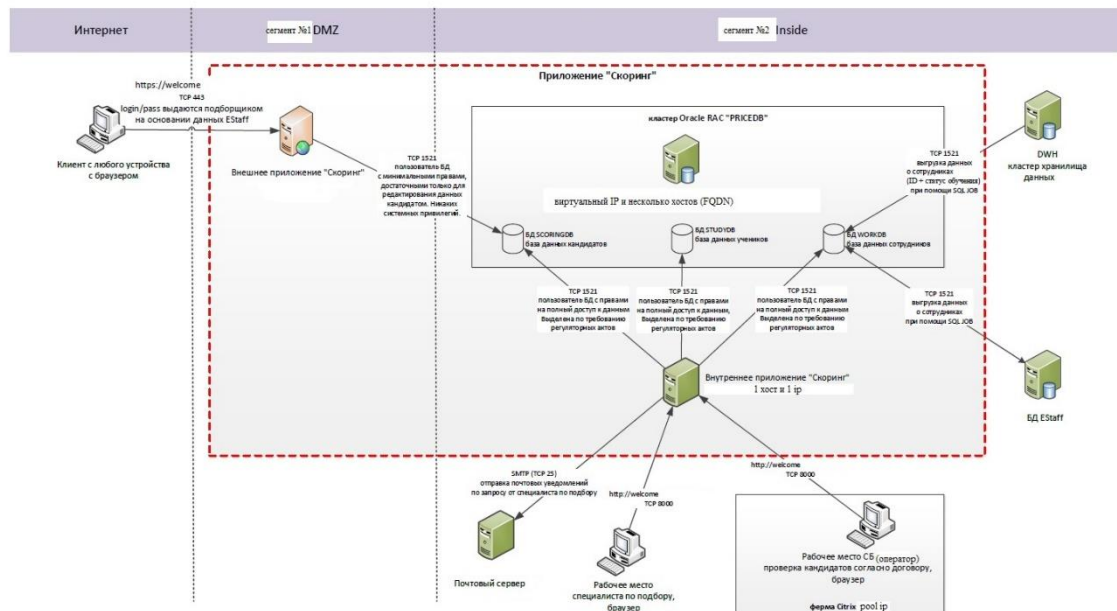 Интернет
сегмент №1 DMZ
сегмент №2 Inside
Приложение "Скоринг"
https://welcome
TCP 443
login/pass выдаются подборщиком
на основании данных EStaff
Клиент с любого устройства
с браузером
Внешнее приложение "Скоринг"
TCP 1521
пользователь БД
с минимальными правами,
достаточными только для
редактирования данных
кандидатом. Никаких
системных привилегий.
кластер Oracle RAC "PRICEDB"
виртуальный IP и несколько хостов (FQDN)
БД SCORINGDB
база данных кандидатов
БД STUDYDB
база данных учеников
БД WORKDB
база данных сотрудников
TCP 1521
выгрузка данных
о сотрудниках
(ID + статус обучения)
при помощи SQL JOB
DWH
кластер хранилища
данных
TCP 1521
пользователь БД с правами
на полный доступ к данным
Выделена по требованию
регуляторных актов
TCP 1521
пользователь БД с правами
на полный доступ к данным,
Выделена по требованию
регуляторных актов
TCP 1521
пользователь БД с правами
на полный доступ к данным
Выделена по требованию
регуляторных актов
TCP 1521
выгрузка данных
о сотрудниках
при помощи SQL JOB
БД EStaff
Внутреннее приложение "Скоринг"
1 хост и 1 ip
SMTP (TCP 25)
отправка почтовых уведомлений
по запросу от специалиста по подбору
http://welcome
TCP 8000
http://welcome
TCP 8000
Почтовый сервер
Рабочее место
специалиста по подбору,
браузер
Рабочее место СБ (оператор)
проверка кандидатов согласно договору,
браузер
ферма Citrix pool ip